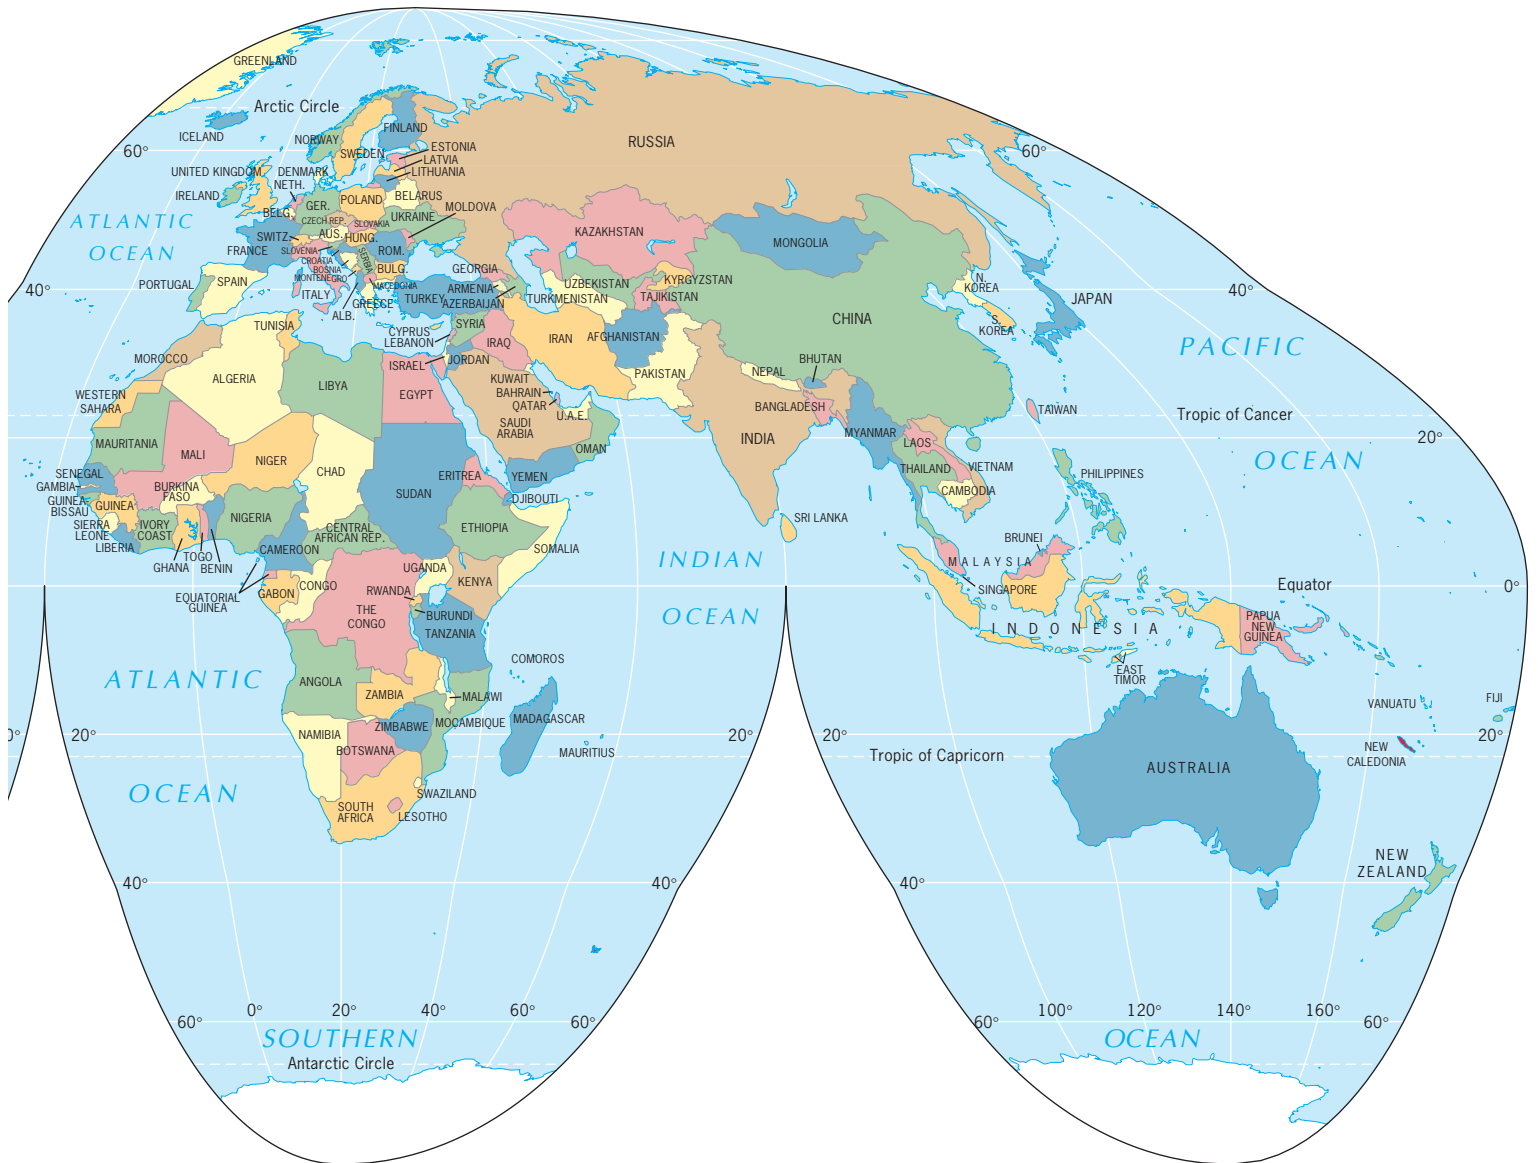 GREENLAND
Arctic Circle
ICELAND
NORWAY
FINLAND
SWEDEN
RUSSIA
60°
60°
ESTONIA
LATVIA
LITHUANIA
UNITED KINGDOM
DENMARK
NETH.
IRELAND
BELG.
GER.
POLAND
BELARUS
MOLDOVA
CZECH REP.
SLOVAKIA
UKRAINE
ATLANTIC
OCEAN
SWITZ.
AUS.
HUNG.
FRANCE
SLOVENIA
ROM.
CROATIA
BOSNIA
SERBIA
MONTENEGRO
BULG.
MACEDONIA
KAZAKHSTAN
MONGOLIA
PORTUGAL
SPAIN
ITALY
ALB.
GREECE
TURKEY
GEORGIA
ARMENIA
AZERBAIJAN
UZBEKISTAN
TURKMENISTAN
KYRGYZSTAN
TAJIKISTAN
N.
KOREA
S.
KOREA
JAPAN
40°
40°
CHINA
PACIFIC
OCEAN
TUNISIA
MOROCCO
CYPRUS
LEBANON
SYRIA
ISRAEL
JORDAN
IRAQ
IRAN
AFGHANISTAN
PAKISTAN
NEPAL
BHUTAN
BANGLADESH
ALGERIA
LIBYA
EGYPT
KUWAIT
BAHRAIN
QATAR
U.A.E.
SAUDI
ARABIA
OMAN
YEMEN
WESTERN
SAHARA
INDIA
MYANMAR
LAOS
THAILAND
VIETNAM
CAMBODIA
TAIWAN
Tropic of Cancer
20°
PHILIPPINES
MAURITANIA
MALI
NIGER
CHAD
SUDAN
ERITREA
DJIBOUTI
SENEGAL
GAMBIA
GUINEA
BISSAU
GUINEA
SIERRA
LEONE
LIBERIA
IVORY
COAST
BURKINA
FASO
GHANA
TOGO
BENIN
NIGERIA
CAMEROON
CENTRAL
AFRICAN REP.
ETHIOPIA
SOMALIA
SRI LANKA
INDIAN
OCEAN
EQUATORIAL
GUINEA
GABON
CONGO
THE
CONGO
UGANDA
RWANDA
KENYA
BURUNDI
TANZANIA
BRUNEI
MALAYSIA
SINGAPORE
INDONESIA
Equator
0°
PAPUA
NEW
GUINEA
EAST
TIMOR
ATLANTIC
OCEAN
ANGOLA
ZAMBIA
COMOROS
MALAWI
MOCAMBIQUE
MADAGASCAR
MAURITIUS
ZIMBABWE
NAMIBIA
BOTSWANA
SOUTH
AFRICA
SWAZILAND
LESOTHO
0°
20°
20°
20°
20°
Tropic of Capricorn
AUSTRALIA
VANUATU
FIJI
NEW
CALEDONIA
NEW
ZEALAND
40°
40°
40°
60°
0°
20°
40°
60°
60°
60°
100°
120°
140°
160°
60°
SOUTHERN
OCEAN
Antarctic Circle